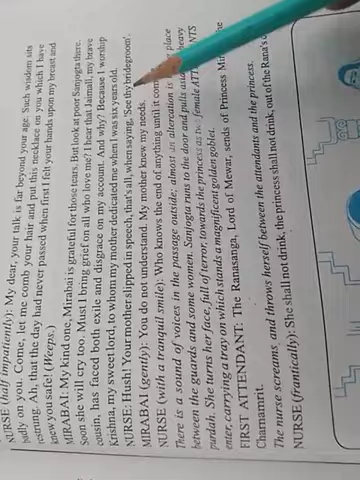 NURSE (half impatiently): My dear, your talk is far beyond your age. Such wisdom sits
badly on you. Come, let me comb your hair and put this necklace on you which I have
restrung. Ah, that the day had never passed when first I felt your hands upon my breast and
knew you safe! (Weeps.)
MIRABAI: My kind one, Mirabai is grateful for those tears. But look at poor Sanjogta there.
Soon she will cry too. Must I bring grief on all who love me? I hear that Jaimall, my brave
cousin, has faced both exile and disgrace on my account. And why? Because I worship
Krishna, my sweet lord, to whom my mother dedicated me when I was six years old.
NURSE: Hush! Your mother slipped in speech, that's all, when saying, 'See thy bridegroom'.
MIRABAI (gently): You do not understand. My mother knew my needs.
NURSE (with a tranquil smile): Who knows the end of anything until it
There is a sound of voices in the passage outside; almost an altercation is place
between the guards and some women. Sanjogta runs to the door and pulls heavy
purdah. She turns her face, full of terror, towards the princess as two female
enter, carrying a tray on which stands a magnificent golden goblet.
FIRST ATTENDANT: The Ranasanga, Lord of Mewar, sends of Princess the
Charnamrit.
The nurse screams, and throws herself between the attendants and the princess.
NURSE (frantically): She shall not drink, the princess shall not drink, out of the Rana's